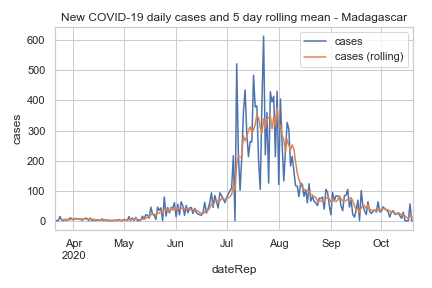 New COVID-19 daily cases and 5 day rolling mean - Madagascar
cases
cases (rolling)
600
500
400
300
200
100
0
cases
Apr
2020
May
Jun
Jul
Aug
Sep
Oct
dateRep